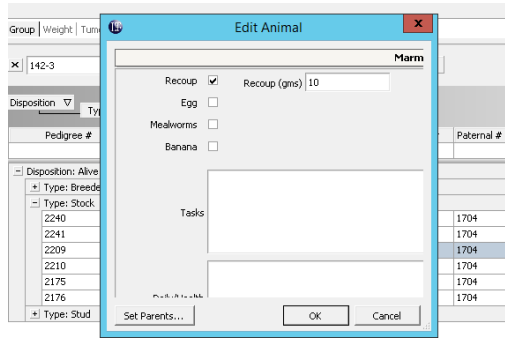 Edit Animal
x
Group Weight
Marm
142-3
Recoup Recoup (gms) 10
Egg
Disposition
Mealworms
Pedigree #
Paternal #
Banana
Disposition: Alive
Type: Breede
Type: Stock
Tasks
2240 1704
2241 1704
2209 1704
2210 1704
2175 1704
2176 1704
Type: Stud
Set Parents... OK Cancel